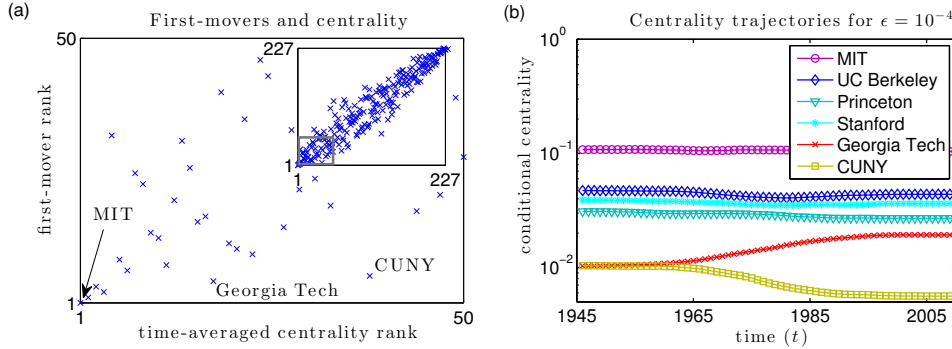 (a)
First-movers and centrality
50
first-mover rank
1
MIT
Georgia Tech
CUNY
1
50
time-averaged centrality rank
227
1
1
227
(b)
Centrality trajectories for ϵ = 10⁻⁴
10⁰
10⁻¹
10⁻²
conditional centrality
MIT
UC Berkeley
Princeton
Stanford
Georgia Tech
CUNY
1945
1965
1985
2005
time (t)